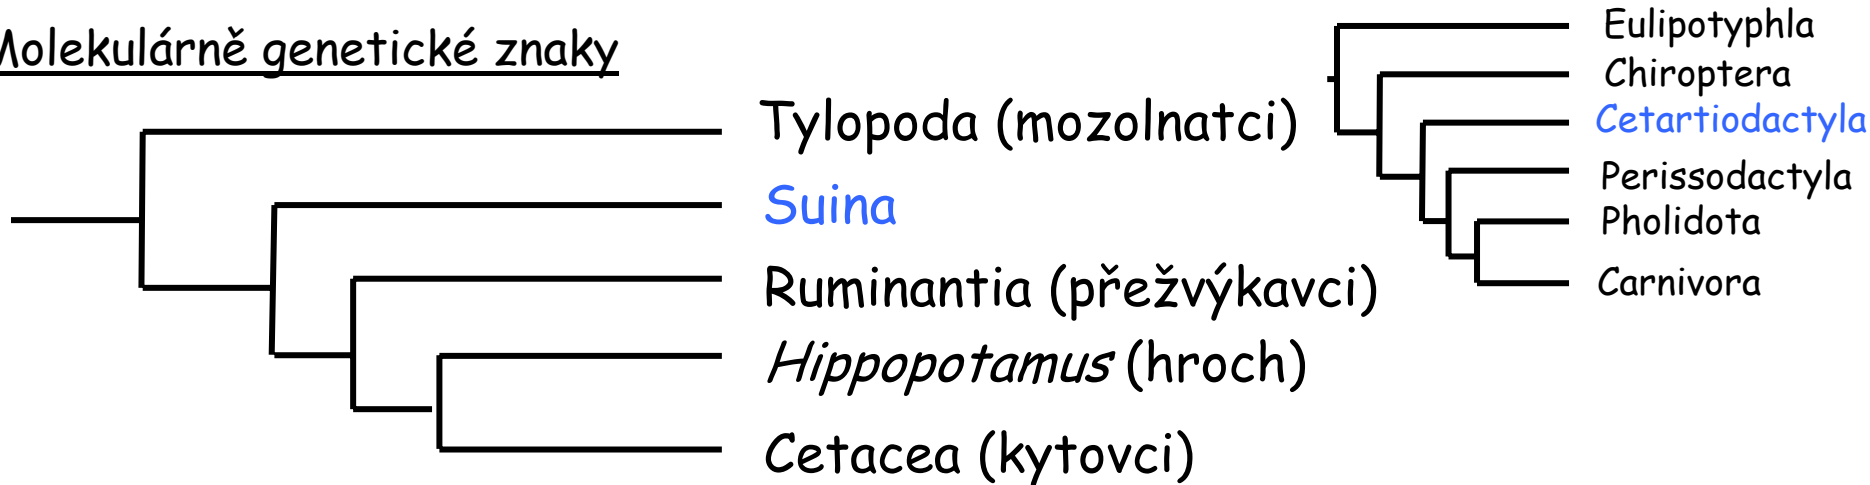 Molekulárně genetické znaky
Tylopoda (mozolnatci)
Suina
Ruminantia (přežvýkavci)
Hippopotamus (hroch)
Cetacea (kytovci)
Eulipotyphla
Chiroptera
Cetartiodactyla
Perissodactyla
Pholidota
Carnivora